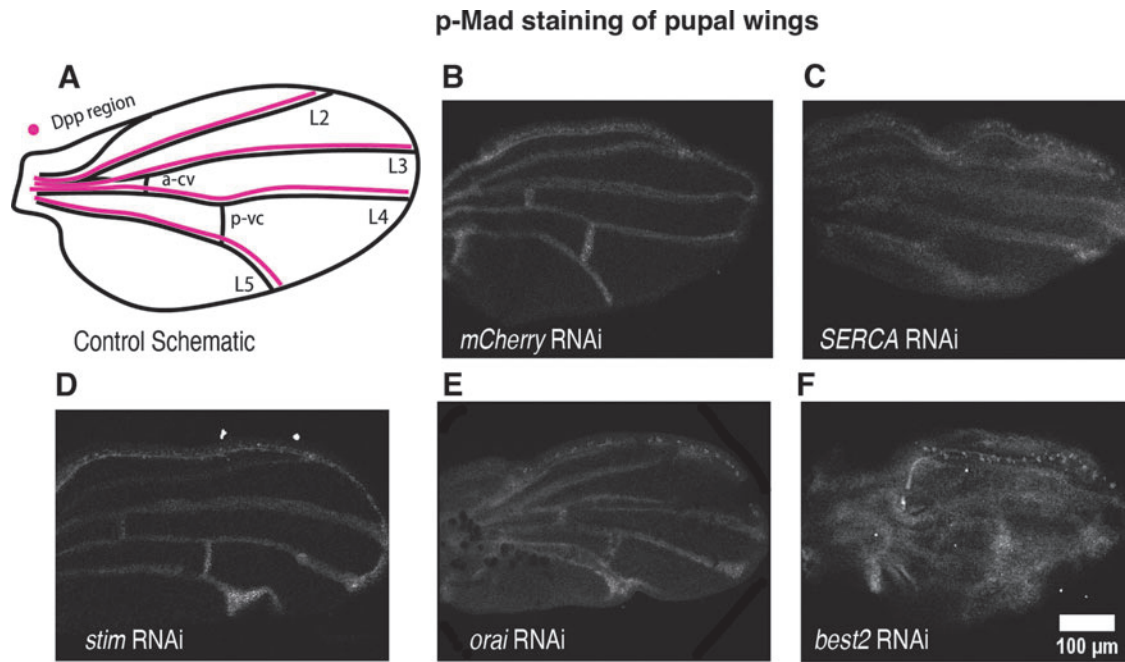 p-Mad staining of pupal wings
A
Dpp region
L2
L3
a-cv
L4
p-vc
L5
Control Schematic
B
mCherry RNAi
C
SERCA RNAi
D
stim RNAi
E
orai RNAi
F
best2 RNAi
100 µm